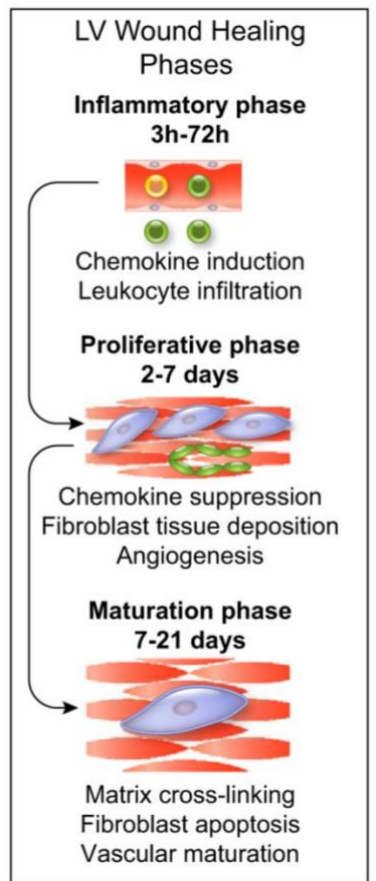 LV Wound Healing
Phases
Inflammatory phase
3h-72h
Chemokine induction
Leukocyte infiltration
Proliferative phase
2-7 days
Chemokine suppression
Fibroblast tissue deposition
Angiogenesis
Maturation phase
7-21 days
Matrix cross-linking
Fibroblast apoptosis
Vascular maturation